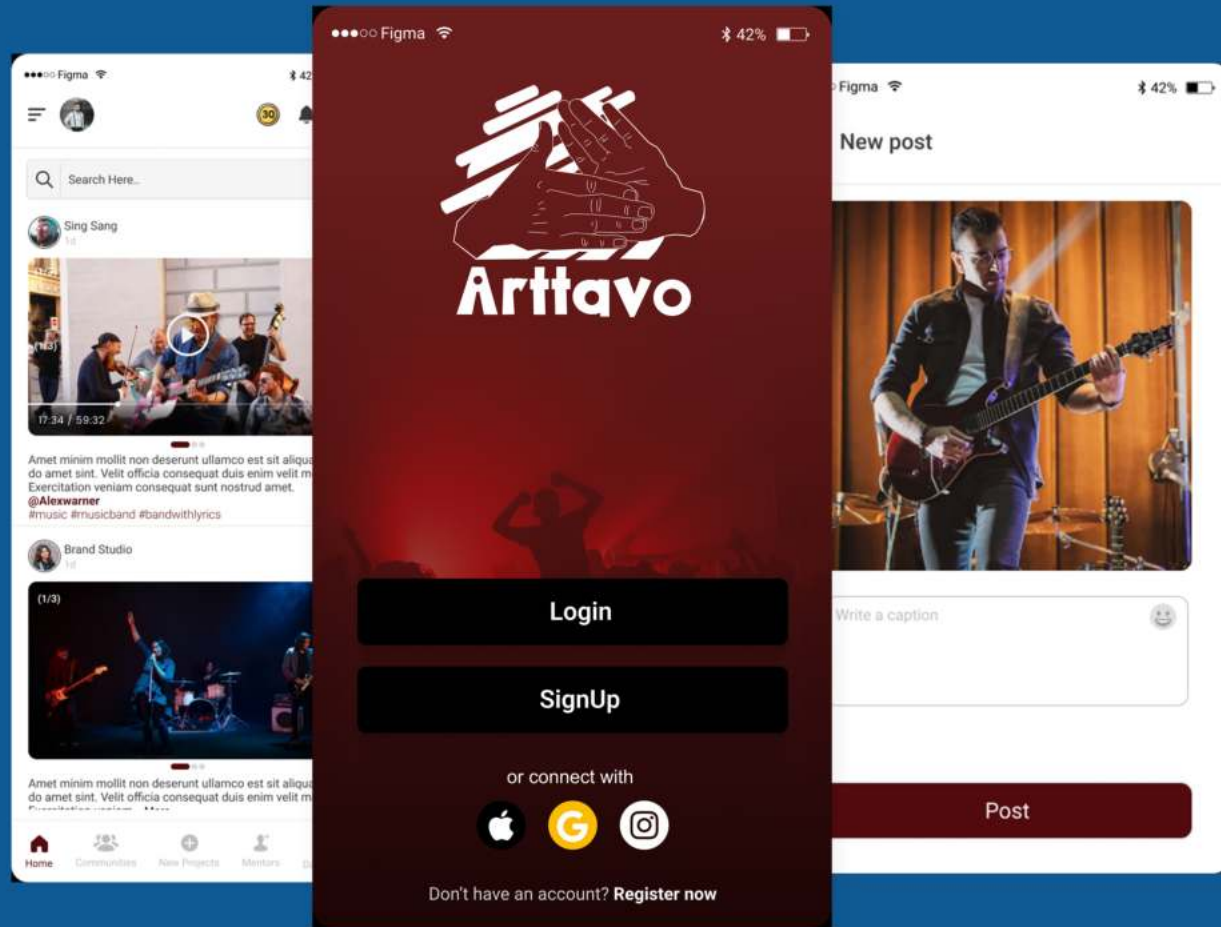 Figma
42
30
Search Here..
Sing Sang
1d
(1/3)
17:34 / 59:32
Amet minim mollit non deserunt ullamco est sit aliqua
do amet sint. Velit officia consequat duis enim velit m
Exercitation veniam consequat sunt nostrud amet.
@Alexwarner
#music #musicband #bandwithlyrics
Brand Studio
1d
(1/3)
Amet minim mollit non deserunt ullamco est sit aliqua
do amet sint. Velit officia consequat duis enim velit m
Home
Communities
New Projects
Mentors
Figma
42%
Arttavo
Login
SignUp
or connect with
G
Don't have an account? Register now
Figma
42%
New post
Write a caption
Post